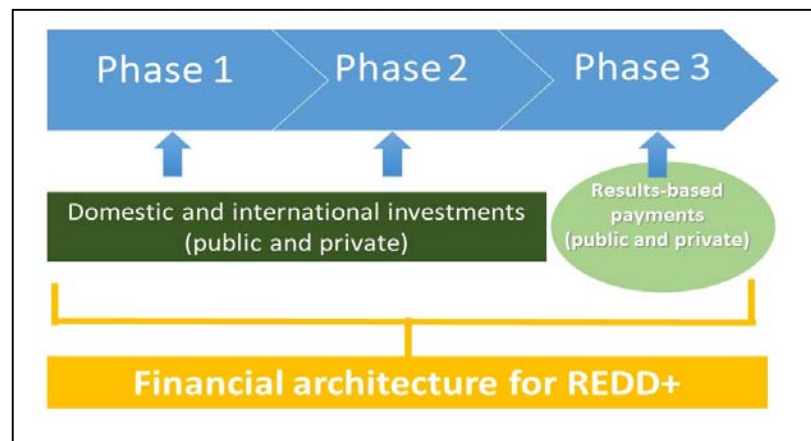 Phase 1
Phase 2
Phase 3
Domestic and international investments
(public and private)
Results-based
payments
(public and private)
Financial architecture for REDD+